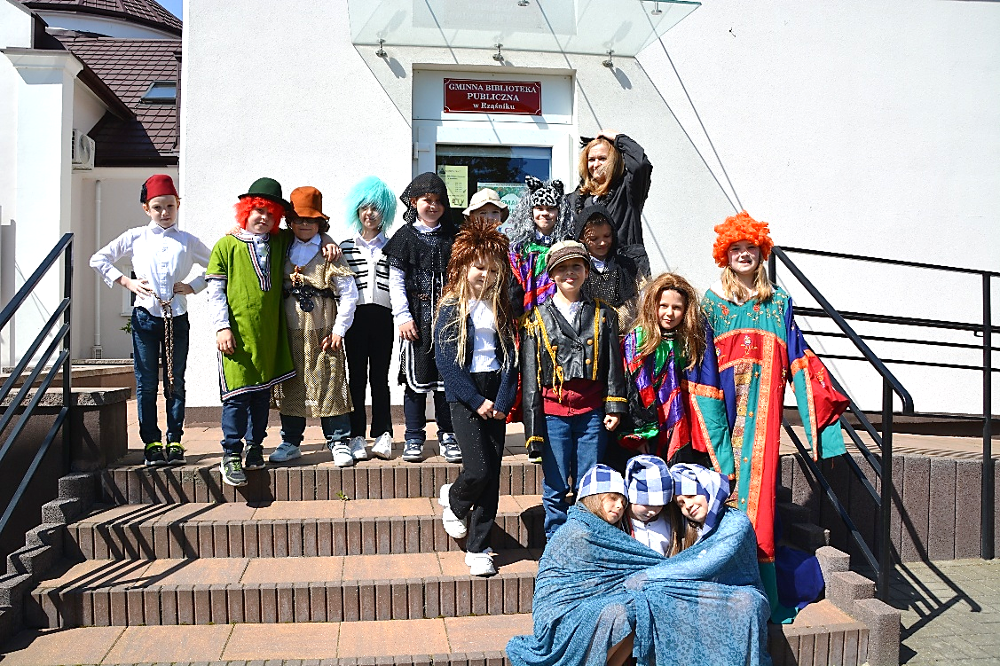 GMINNA BIBLIOTEKA
PUBLICZNA
w Rząśniku